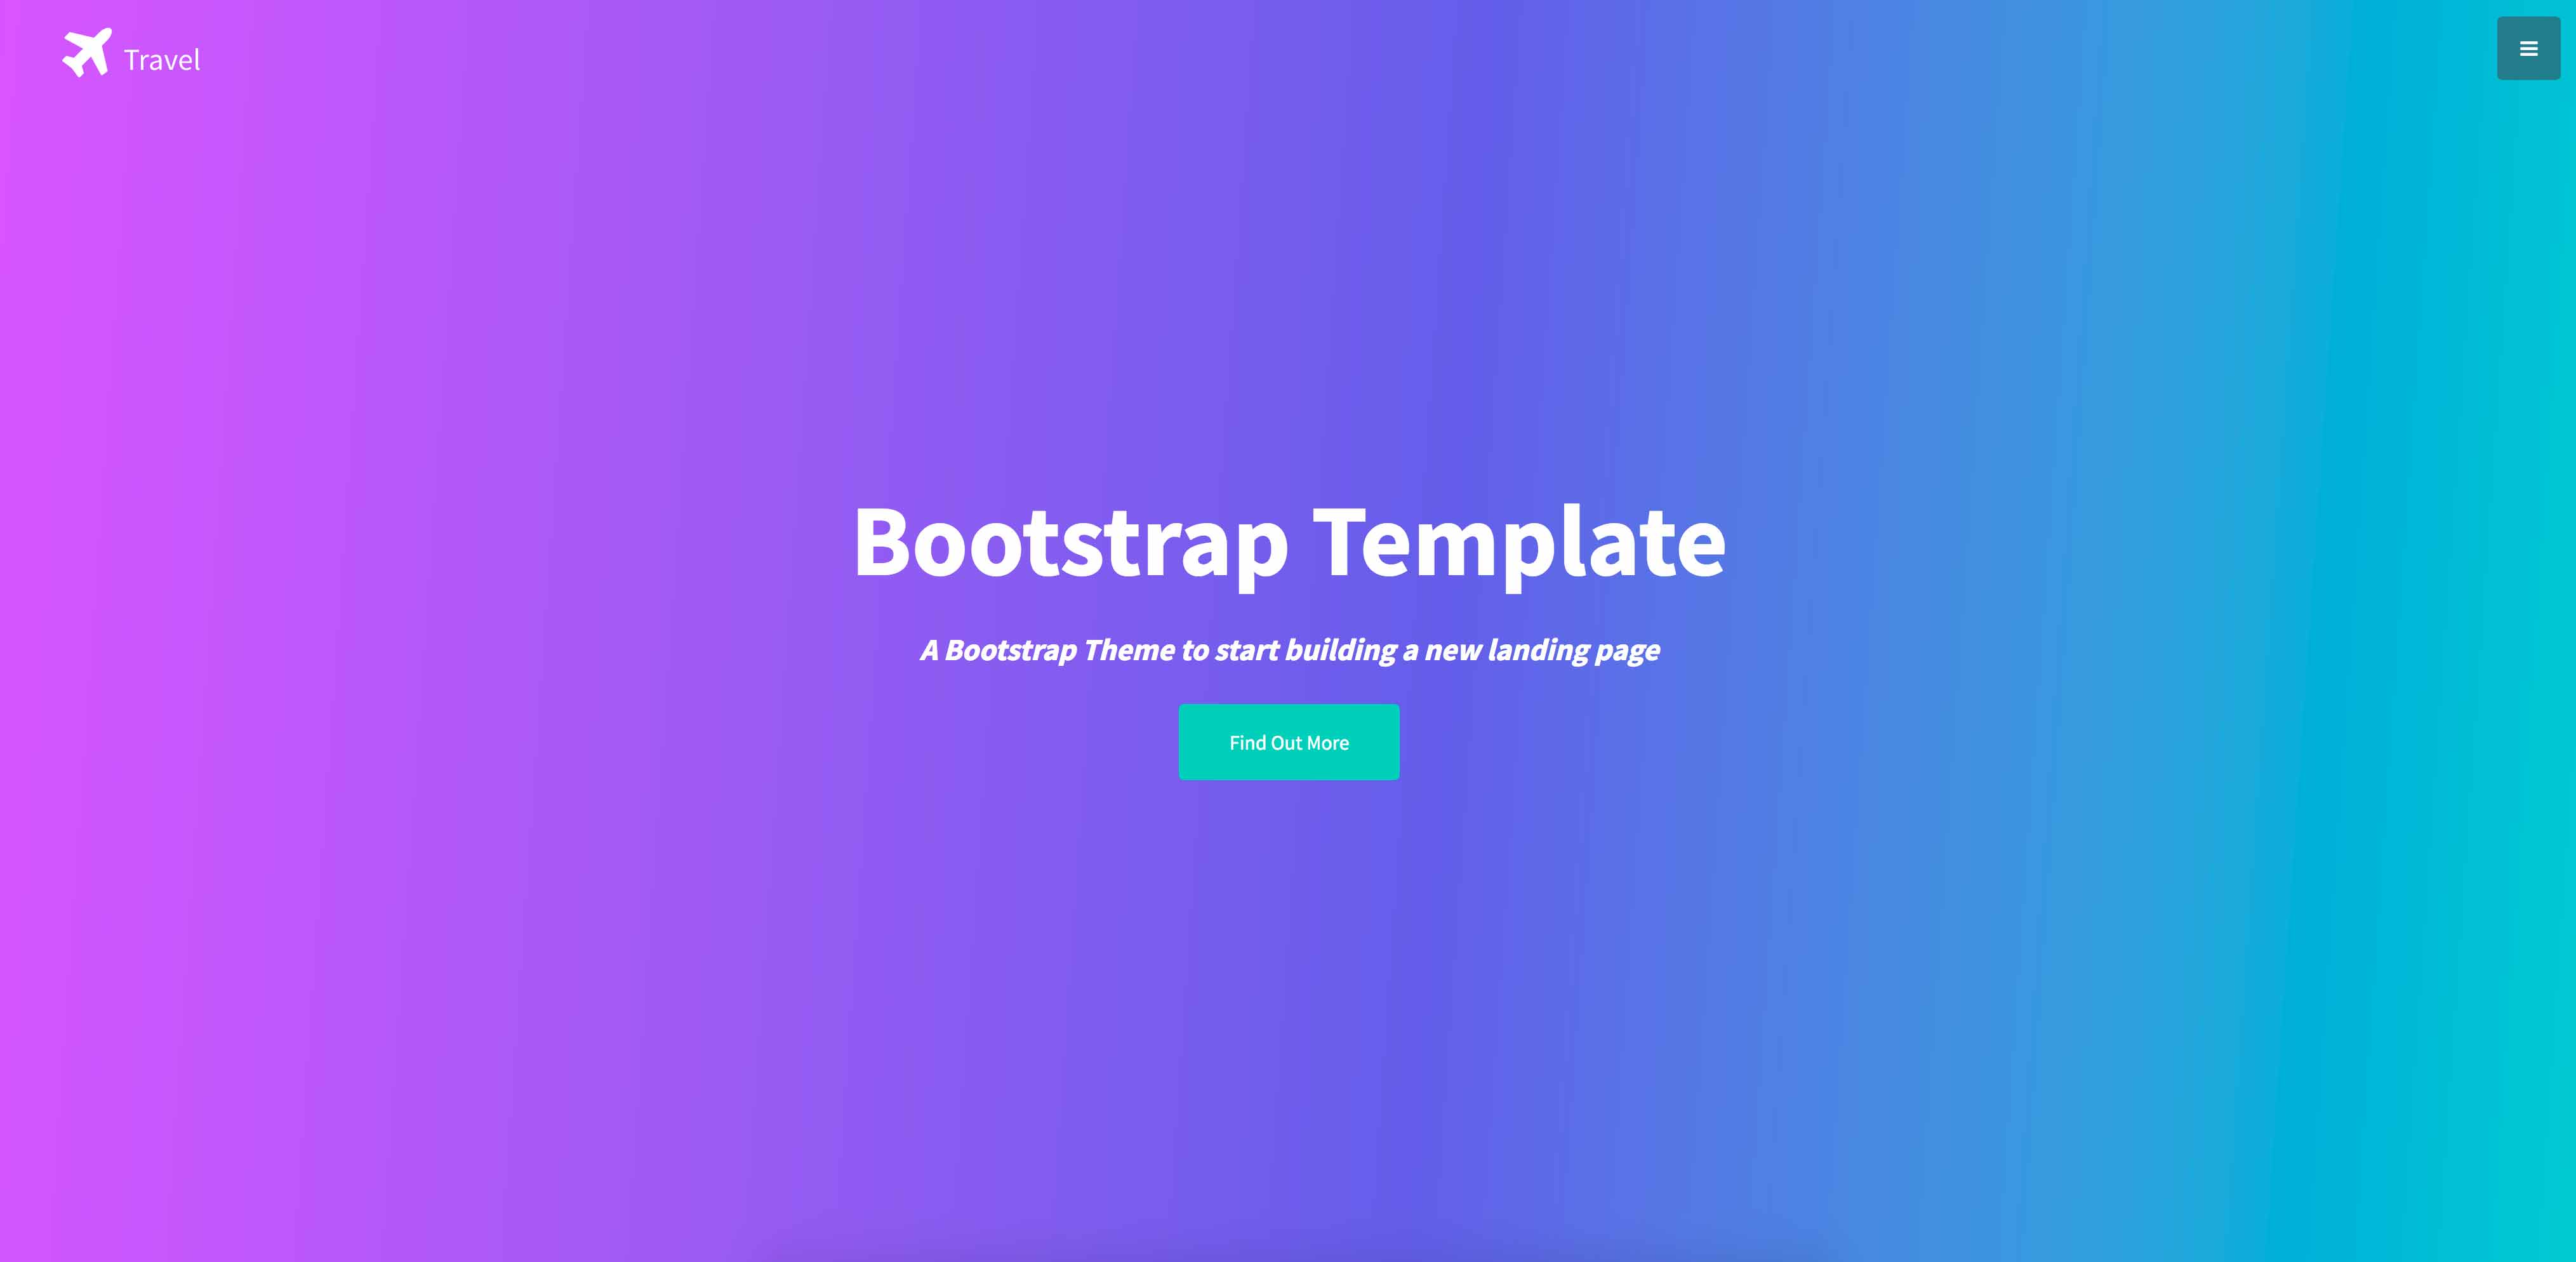 Travel
Bootstrap Template
A Bootstrap Theme to start building a new landing page
Find Out More